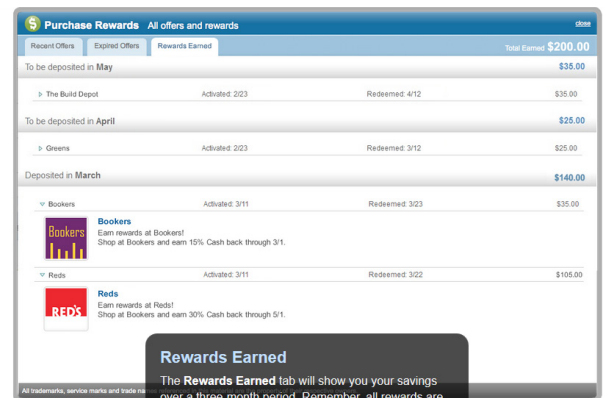 Purchase Rewards All offers and rewards close
Recent Offers Expired Offers Rewards Earned Total Earned $200.00
To be deposited in May $35.00
The Build Depot Activated: 2/23 Redeemed: 4/12 $35.00
To be deposited in April $25.00
Greens Activated: 2/23 Redeemed: 3/12 $25.00
Deposited in March $140.00
Bookers Activated: 3/11 Redeemed: 3/23 $35.00
Bookers
Bookers
Earn rewards at Bookers!
Shop at Bookers and earn 15% Cash back through 3/1.
Reds Activated: 3/11 Redeemed: 3/22 $105.00
RED'S
Reds
Earn rewards at Reds!
Shop at Reds and earn 30% Cash back through 5/1.
Rewards Earned
The Rewards Earned tab will show you your savings
All trademarks, service marks and trade names
over a three month period. Remember, all rewards are